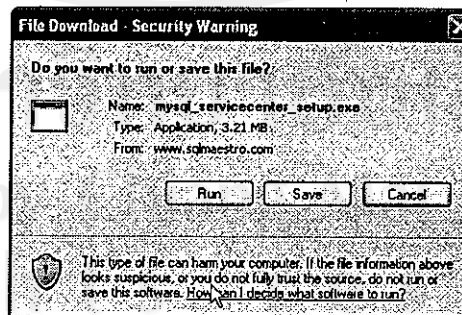 File Download - Security Warning
Do you want to run or save this file?
Name: mysql_servicecenter_setup.exe
Type: Application, 3.21 MB
From: www.sqlmaestro.com
Run Save Cancel
This type of file can harm your computer. If the file information above
looks suspicious, or you do not fully trust the source, do not run or
save this software. How can I decide what software to run?